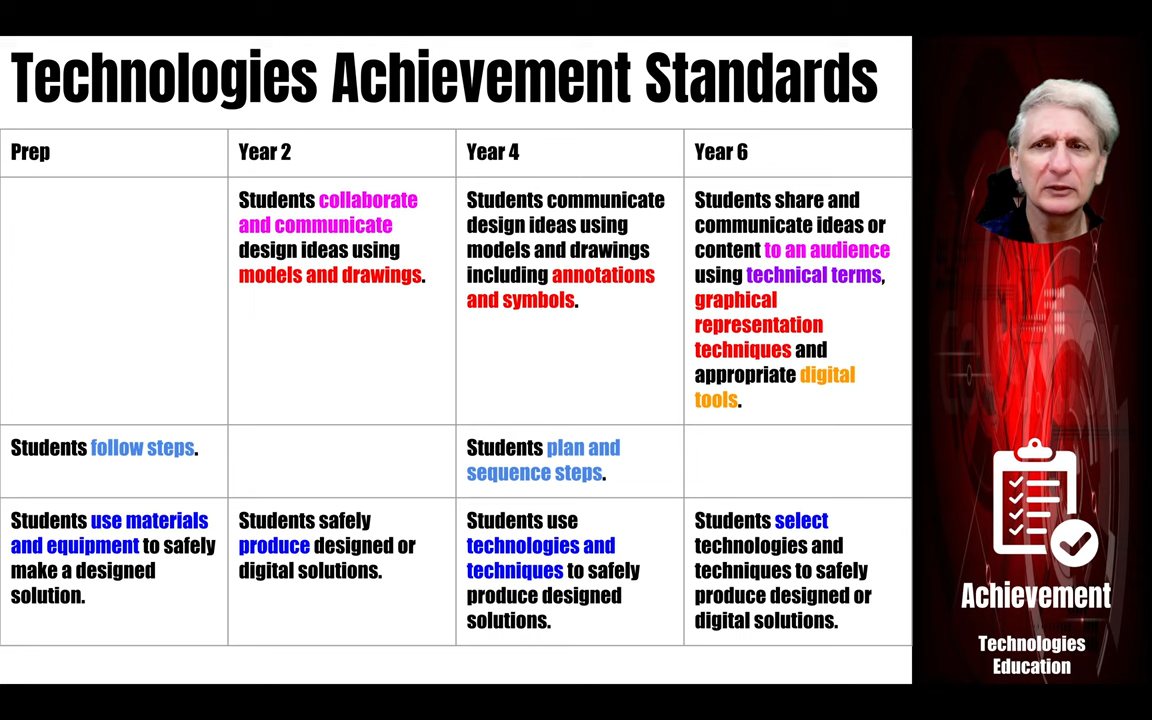 Technologies Achievement Standards
Prep
Year 2
Year 4
Year 6
Students collaborate
and communicate
design ideas using
models and drawings.
Students communicate
design ideas using
models and drawings
including annotations
and symbols.
Students share and
communicate ideas or
content to an audience
using technical terms,
graphical
representation
techniques and
appropriate digital
tools.
Students follow steps.
Students plan and
sequence steps.
Students use materials
and equipment to safely
make a designed
solution.
Students safely
produce designed or
digital solutions.
Students use
technologies and
techniques to safely
produce designed
solutions.
Students select
technologies and
techniques to safely
produce designed or
digital solutions.
Achievement
Technologies
Education